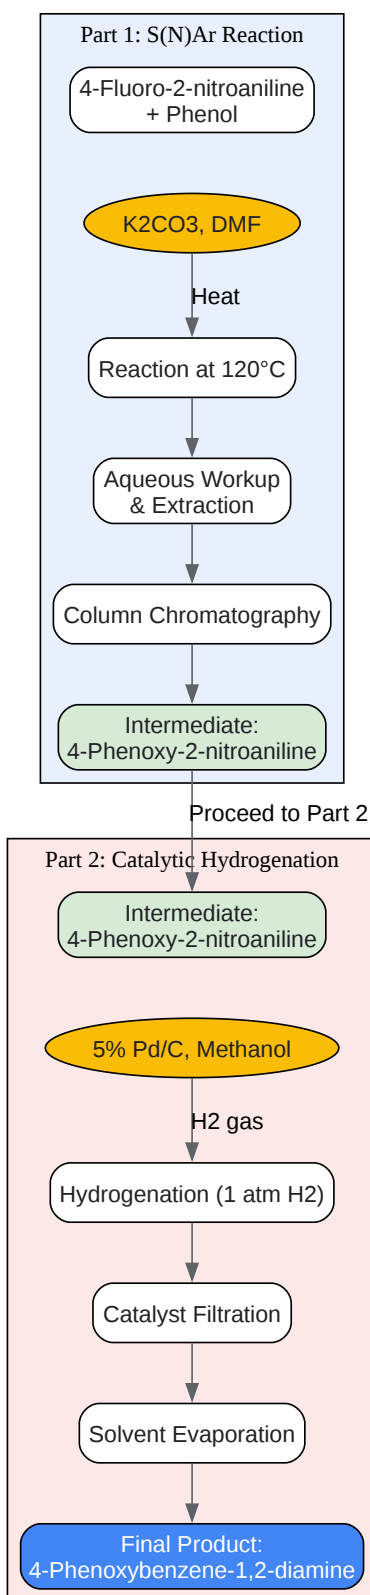 Part 1: S(N)Ar Reaction
4-Fluoro-2-nitroaniline
+ Phenol
K2CO3, DMF
Heat
Reaction at 120°C
Aqueous Workup
& Extraction
Column Chromatography
Intermediate:
4-Phenoxy-2-nitroaniline
Proceed to Part 2
Part 2: Catalytic Hydrogenation
Intermediate:
4-Phenoxy-2-nitroaniline
5% Pd/C, Methanol
H2 gas
Hydrogenation (1 atm H2)
Catalyst Filtration
Solvent Evaporation
Final Product:
4-Phenoxybenzene-1,2-diamine